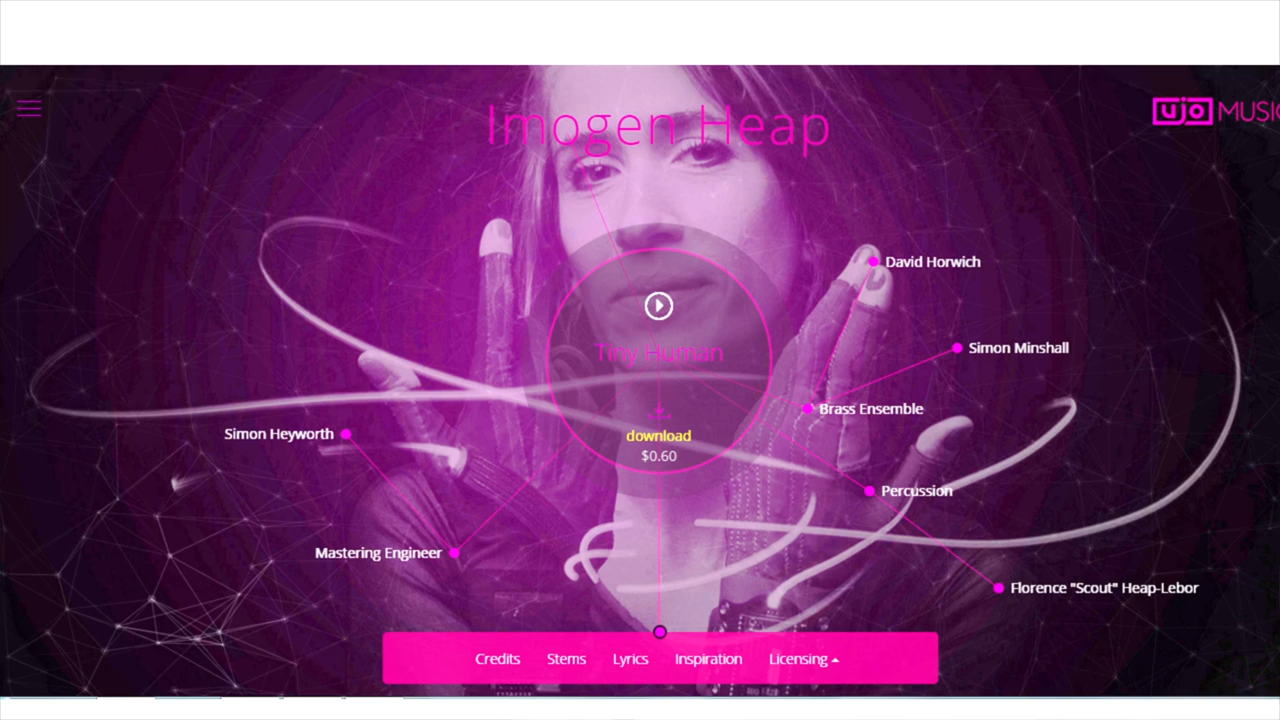 Imogen Heap
ujo MUSIC
David Horwich
Tiny Human
Simon Minshall
Brass Ensemble
Simon Heyworth
download
$0.60
Percussion
Mastering Engineer
Florence "Scout" Heap-Lebor
Credits Stems Lyrics Inspiration Licensing